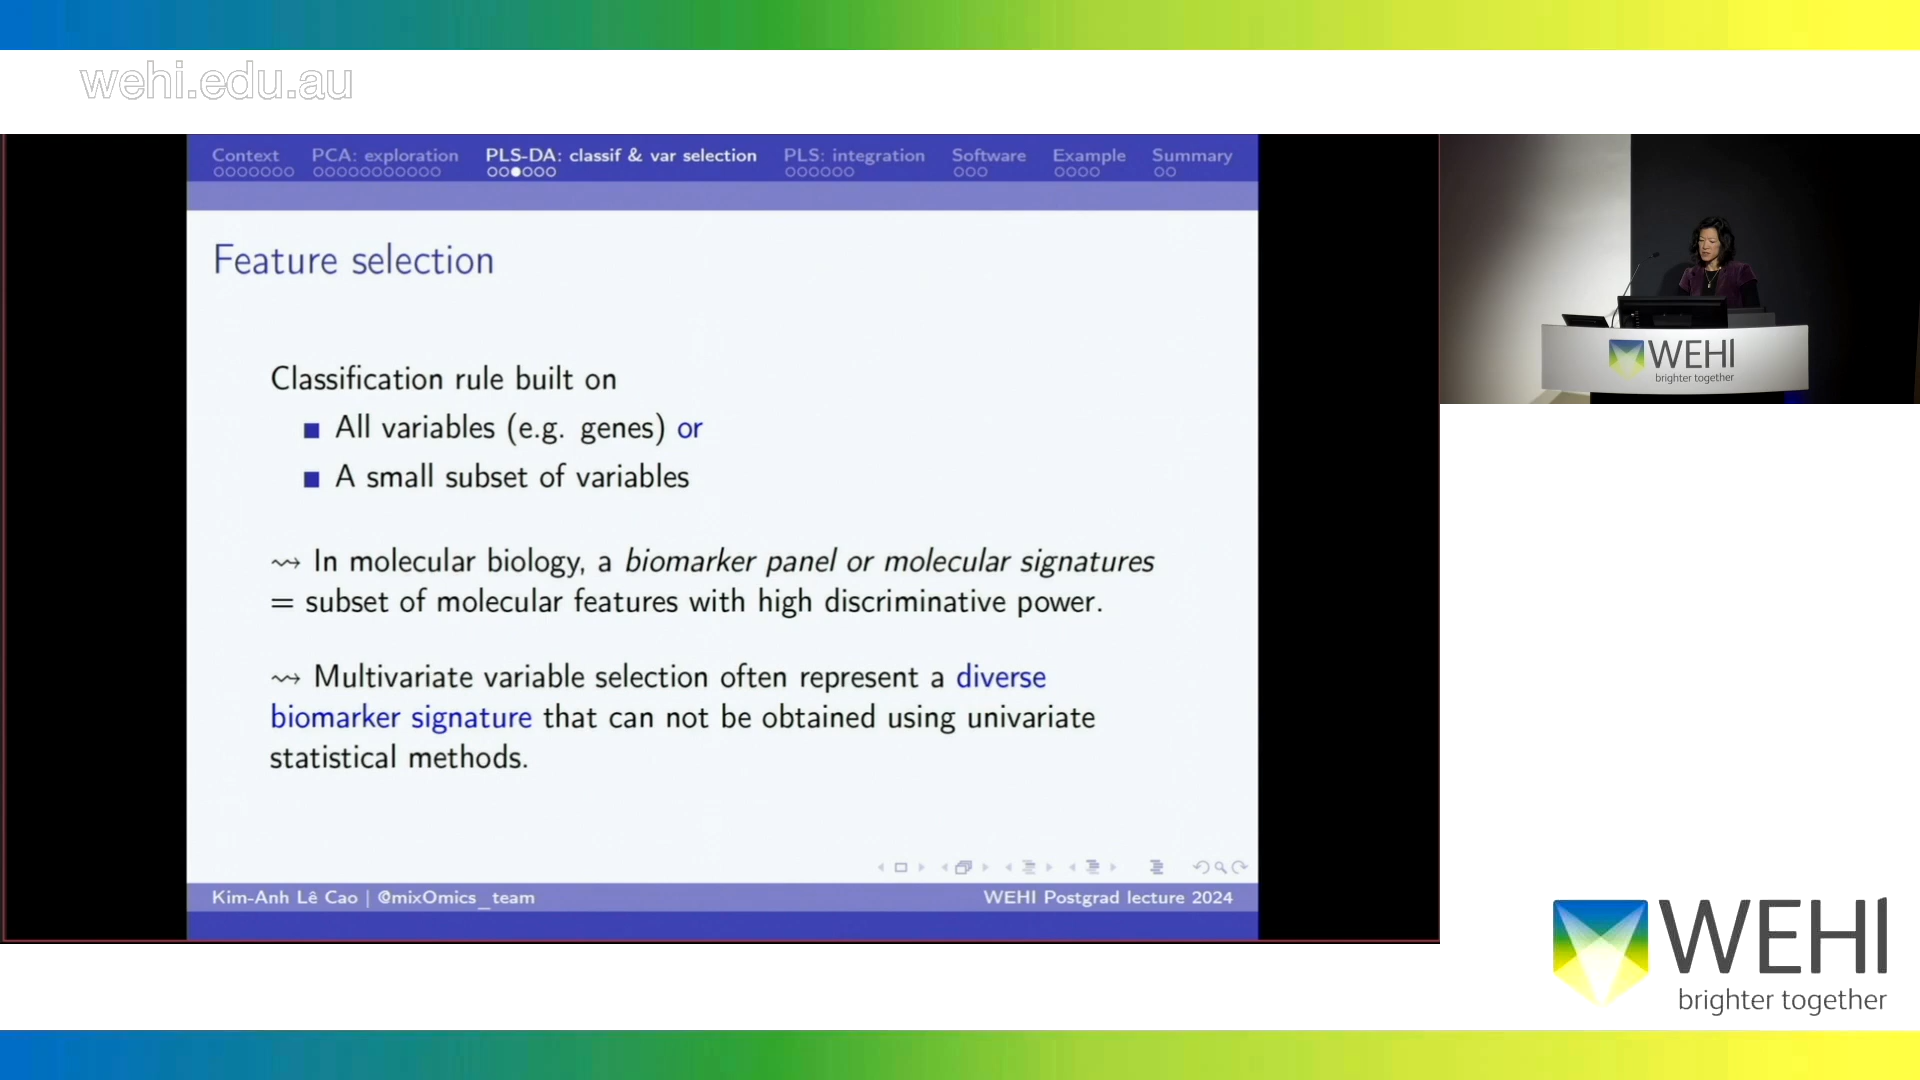 wehi.edu.au
Context PCA: exploration PLS-DA: classif & var selection PLS: integration Software Example Summary
Feature selection
Classification rule built on
All variables (e.g. genes) or
A small subset of variables
⇝ In molecular biology, a biomarker panel or molecular signatures
= subset of molecular features with high discriminative power.
⇝ Multivariate variable selection often represent a diverse
biomarker signature that can not be obtained using univariate
statistical methods.
Kim-Anh Lê Cao | @mixOmics_team WEHI Postgrad lecture 2024
WEHI
brighter together
WEHI
brighter together